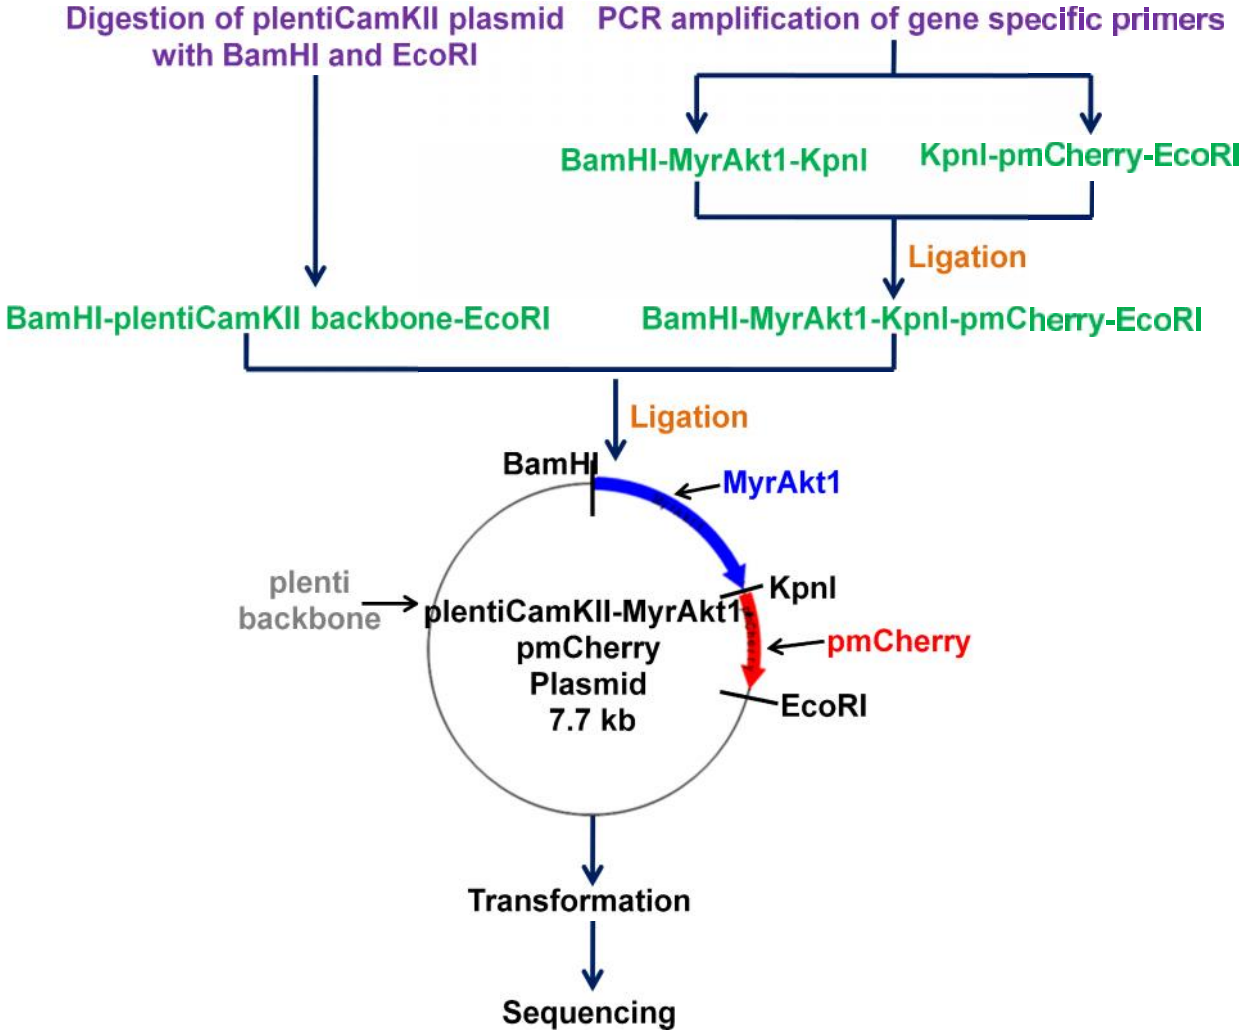 Digestion of plentiCamKII plasmid
with BamHI and EcoRI
PCR amplification of gene specific primers
BamHI-MyrAkt1-KpnI
KpnI-pmCherry-EcoRI
Ligation
BamHI-plentiCamKII backbone-EcoRI
BamHI-MyrAkt1-KpnI-pmCherry-EcoRI
Ligation
BamHI
MyrAkt1
KpnI
plenti
backbone
plentiCamKII-MyrAkt1
pmCherry
Plasmid
7.7 kb
pmCherry
EcoRI
Transformation
Sequencing